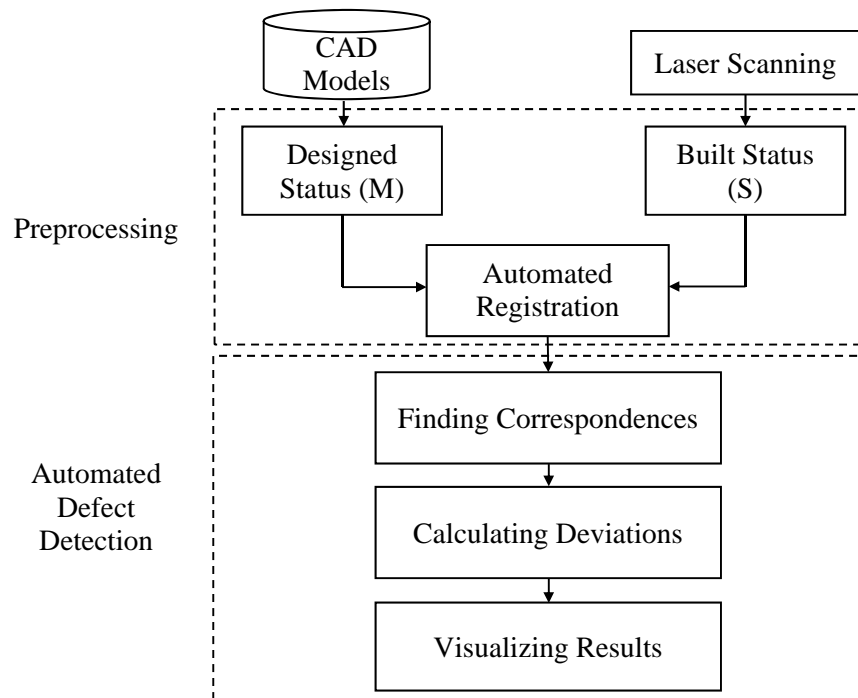 CAD
Models
Laser Scanning
Designed
Status (M)
Built Status
(S)
Preprocessing
Automated
Registration
Finding Correspondences
Automated
Defect
Detection
Calculating Deviations
Visualizing Results